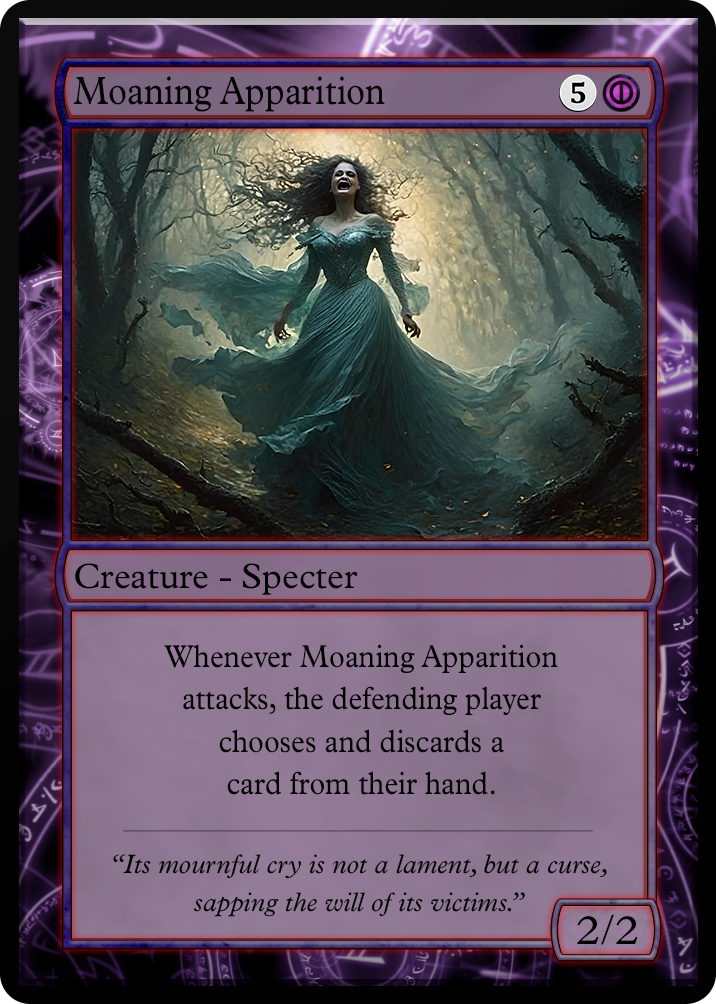 Moaning Apparition
5
Creature - Specter
Whenever Moaning Apparition
attacks, the defending player
chooses and discards a
card from their hand.
“Its mournful cry is not a lament, but a curse,
sapping the will of its victims.”
2/2